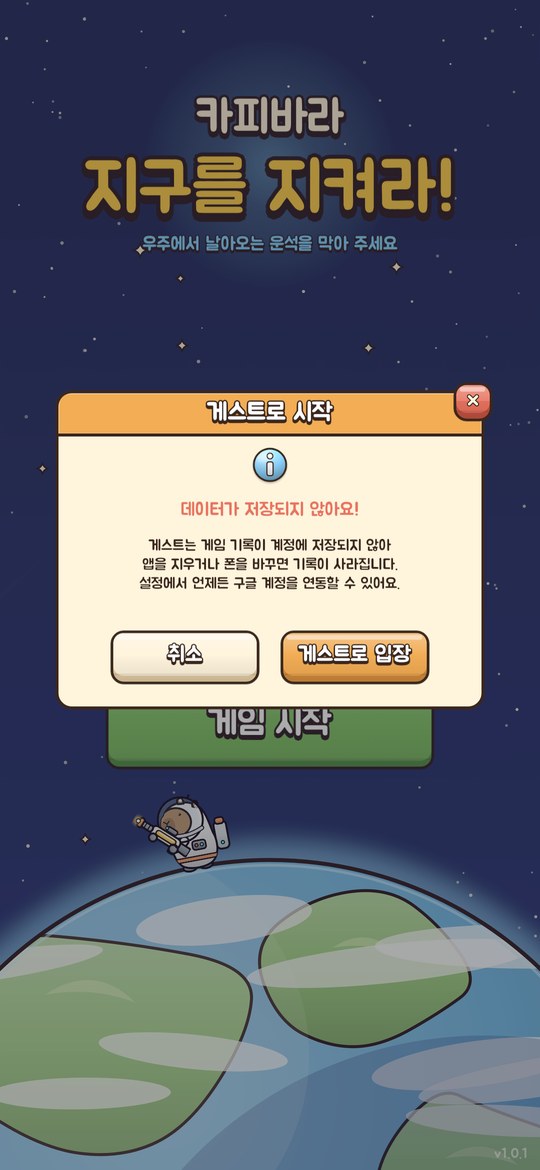 카피바라
지구를 지켜라!
우주에서 날아오는 운석을 막아 주세요
게스트로 시작
데이터가 저장되지 않아요!
게스트는 게임 기록이 계정에 저장되지 않아
앱을 지우거나 폰을 바꾸면 기록이 사라집니다.
설정에서 언제든 구글 계정을 연동할 수 있어요.
취소
게스트로 입장
게임 시작
v1.0.1